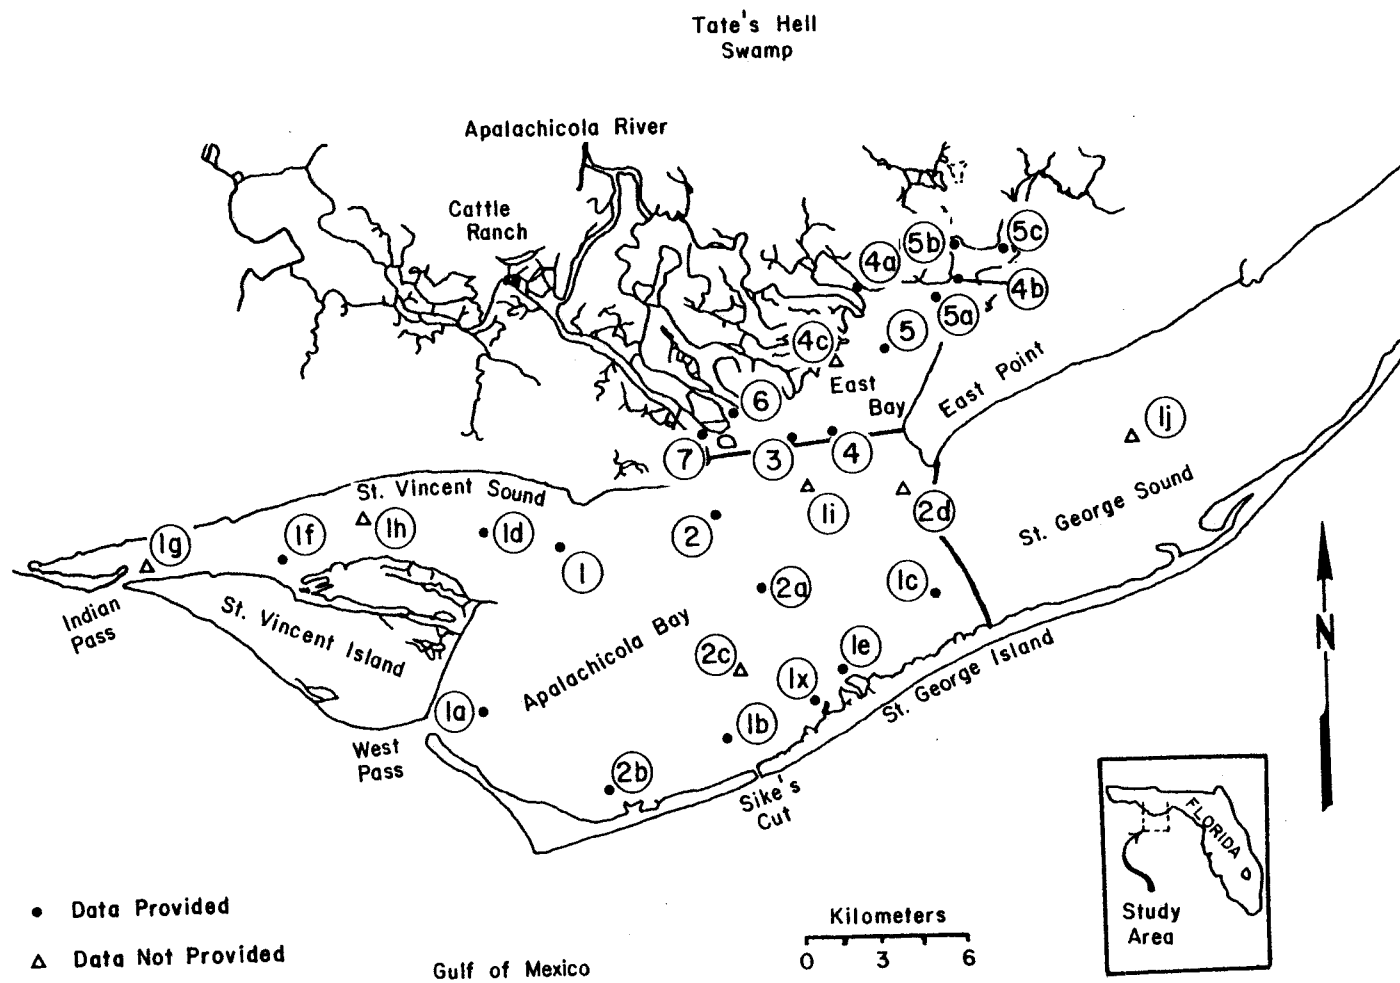 Tate's Hell
Swamp
Apalachicola River
Cattle
Ranch
5b
5c
4a
4b
5a
5
4c
East
Bay
East Point
6
7
3
4
1j
St. Vincent Sound
1i
2d
St. George Sound
1g
1f
1h
1d
1
2
2a
1c
Indian
Pass
St. Vincent Island
Apalachicola Bay
2c
1e
1x
St. George Island
N
1a
1b
West
Pass
2b
Sike's
Cut
FLORIDA
Study
Area
Data Provided
Data Not Provided
Gulf of Mexico
Kilometers
0 3 6